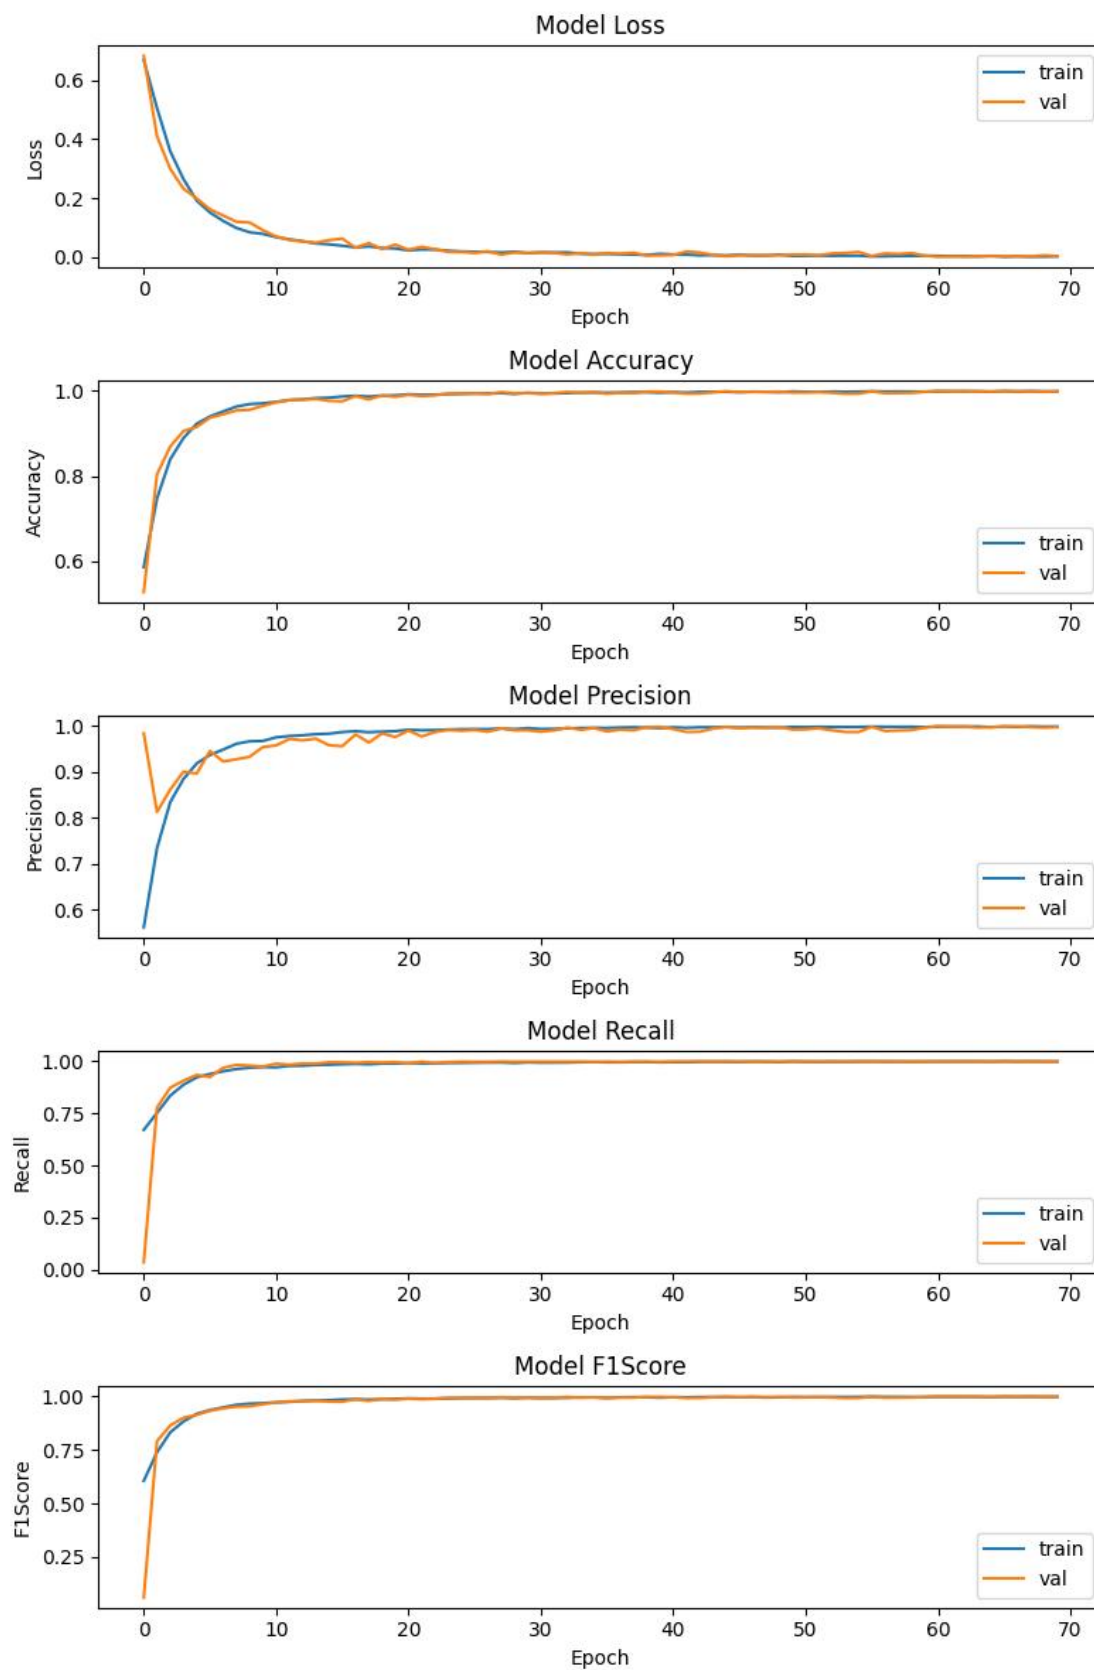 Model Loss
0.6
0.4
0.2
0.0
Loss
train
val
0 10 20 30 40 50 60 70
Epoch
Model Accuracy
1.0
0.8
0.6
Accuracy
train
val
0 10 20 30 40 50 60 70
Epoch
Model Precision
1.0
0.9
0.8
0.7
0.6
Precision
train
val
0 10 20 30 40 50 60 70
Epoch
Model Recall
1.00
0.75
0.50
0.25
0.00
Recall
train
val
0 10 20 30 40 50 60 70
Epoch
Model F1Score
1.00
0.75
0.50
0.25
F1Score
train
val
0 10 20 30 40 50 60 70
Epoch